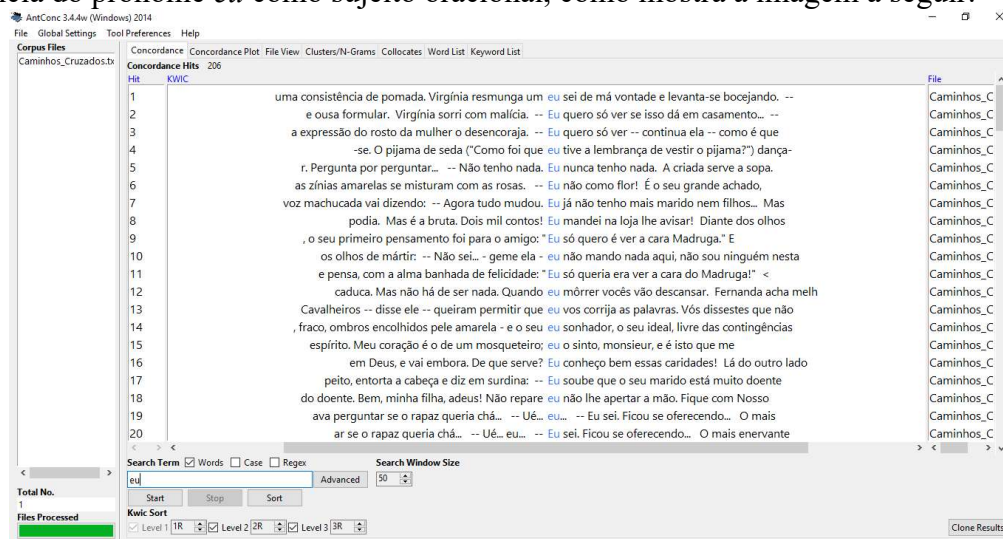 do pronome eu como sujeito oracional, como mostra a imagem a seguir:
AntConc 3.4.4w (Windows) 2014
File Global Settings Tool Preferences Help
Corpus Files
Caminhos_Cruzados.tx
Concordance Concordance Plot File View Clusters/N-Grams Collocates Word List Keyword List
Concordance Hits 206
Hit KWIC File
1 uma consistência de pomada. Virgínia resmunga um eu sei de má vontade e levanta-se bocejando. -- Caminhos_C
2 e ousa formular. Virgínia sorri com malícia. -- Eu quero só ver se isso dá em casamento... -- Caminhos_C
3 a expressão do rosto da mulher o desencoraja. -- Eu quero só ver -- continua ela -- como é que Caminhos_C
4 -se. O pijama de seda ("Como foi que eu tive a lembrança de vestir o pijama?") dança- Caminhos_C
5 r. Pergunta por perguntar... -- Não tenho nada. Eu nunca tenho nada. A criada serve a sopa. Caminhos_C
6 as zínias amarelas se misturam com as rosas. -- Eu não como flor! É o seu grande achado, Caminhos_C
7 voz machucada vai dizendo: -- Agora tudo mudou. Eu já não tenho mais marido nem filhos... Mas Caminhos_C
8 podia. Mas é a bruta. Dois mil contos! Eu mandei na loja lhe avisar! Diante dos olhos Caminhos_C
9 , o seu primeiro pensamento foi para o amigo: "Eu só quero é ver a cara Madruga." E Caminhos_C
10 os olhos de mártir: -- Não sei... - geme ela - eu não mando nada aqui, não sou ninguém nesta Caminhos_C
11 e pensa, com a alma banhada de felicidade: "Eu só queria era ver a cara do Madruga!" < Caminhos_C
12 caduca. Mas não há de ser nada. Quando eu môrrer vocês vão descansar. Fernanda acha melh Caminhos_C
13 Cavalheiros -- disse ele -- queiram permitir que eu vos corrija as palavras. Vós dissestes que não Caminhos_C
14 , fraco, ombros encolhidos pele amarela - e o seu eu sonhador, o seu ideal, livre das contingências Caminhos_C
15 espírito. Meu coração é o de um mosqueteiro; eu o sinto, monsieur, e é isto que me Caminhos_C
16 em Deus, e vai embora. De que serve? Eu conheço bem essas caridades! Lá do outro lado Caminhos_C
17 peito, entorta a cabeça e diz em surdina: -- Eu soube que o seu marido está muito doente Caminhos_C
18 do doente. Bem, minha filha, adeus! Não repare eu não lhe apertar a mão. Fique com Nosso Caminhos_C
19 ava perguntar se o rapaz queria chá... -- Ué... eu... -- Eu sei. Ficou se oferecendo... O mais Caminhos_C
20 ar se o rapaz queria chá... -- Ué... eu... -- Eu sei. Ficou se oferecendo... O mais enervante Caminhos_C
Search Term Words Case Regex Search Window Size
eu Advanced 50
Start Stop Sort
Total No.
1
Files Processed
Kwic Sort
Level 1 1R Level 2 2R Level 3 3R Clone Results